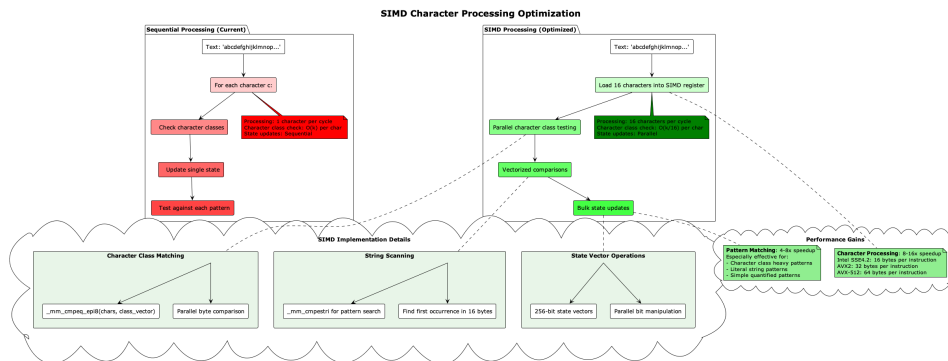 SIMD Character Processing Optimization
Sequential Processing (Current)
Text: 'abcdefghijklmnop...'
For each character c:
Processing: 1 character per cycle
Character class check: O(k) per char
State updates: Sequential
Check character classes
Update single state
Test against each pattern
SIMD Processing (Optimized)
Text: 'abcdefghijklmnop...'
Load 16 characters into SIMD register
Processing: 16 characters per cycle
Character class check: O(k/16) per char
State updates: Parallel
Parallel character class testing
Vectorized comparisons
Bulk state updates
SIMD Implementation Details
Character Class Matching
_mm_cmpeq_epi8(chars, class_vector)
Parallel byte comparison
String Scanning
_mm_cmpestri for pattern search
Find first occurrence in 16 bytes
State Vector Operations
256-bit state vectors
Parallel bit manipulation
Performance Gains
Pattern Matching: 4-8x speedup
Especially effective for:
- Character class heavy patterns
- Literal string patterns
- Simple quantified patterns
Character Processing: 8-16x speedup
Intel SSE4.2: 16 bytes per instruction
AVX2: 32 bytes per instruction
AVX-512: 64 bytes per instruction